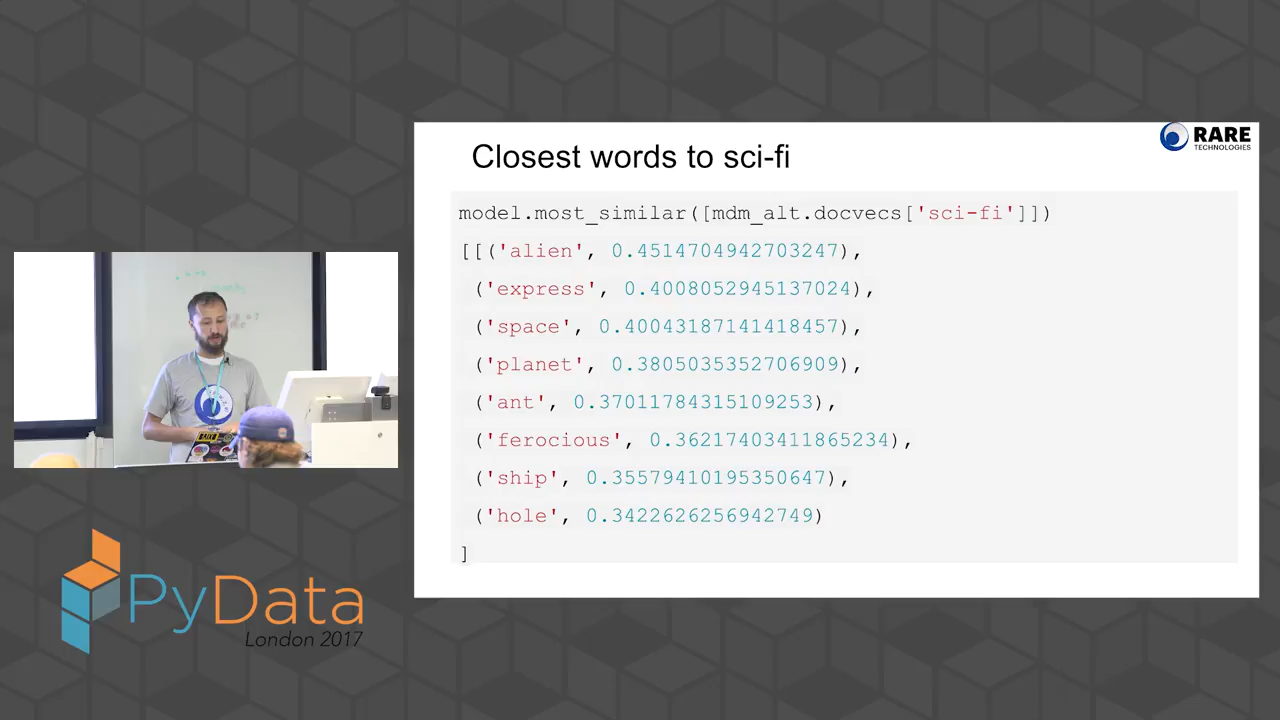 RARE
TECHNOLOGIES
Closest words to sci-fi
model.most_similar([mdm_alt.docvecs['sci-fi']])
[[('alien', 0.4514704942703247),
('express', 0.4008052945137024),
('space', 0.40043187141418457),
('planet', 0.3805035352706909),
('ant', 0.37011784315109253),
('ferocious', 0.36217403411865234),
('ship', 0.35579410195350647),
('hole', 0.3422626256942749)
]
PyData
London 2017